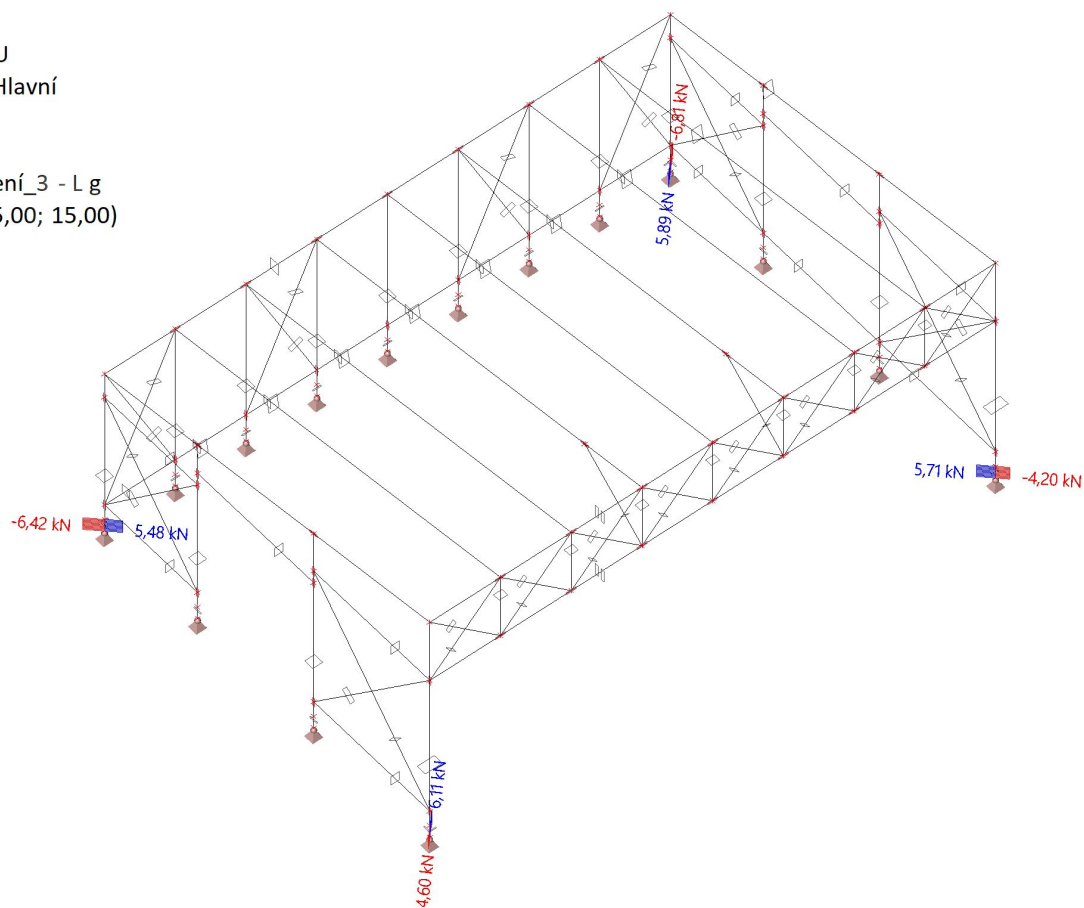 U
Hlavní
ení_3 - L g
5,00; 15,00)
-6,81 kN
5,89 kN
5,71 kN
-4,20 kN
-6,42 kN
5,48 kN
6,11 kN
4,60 kN